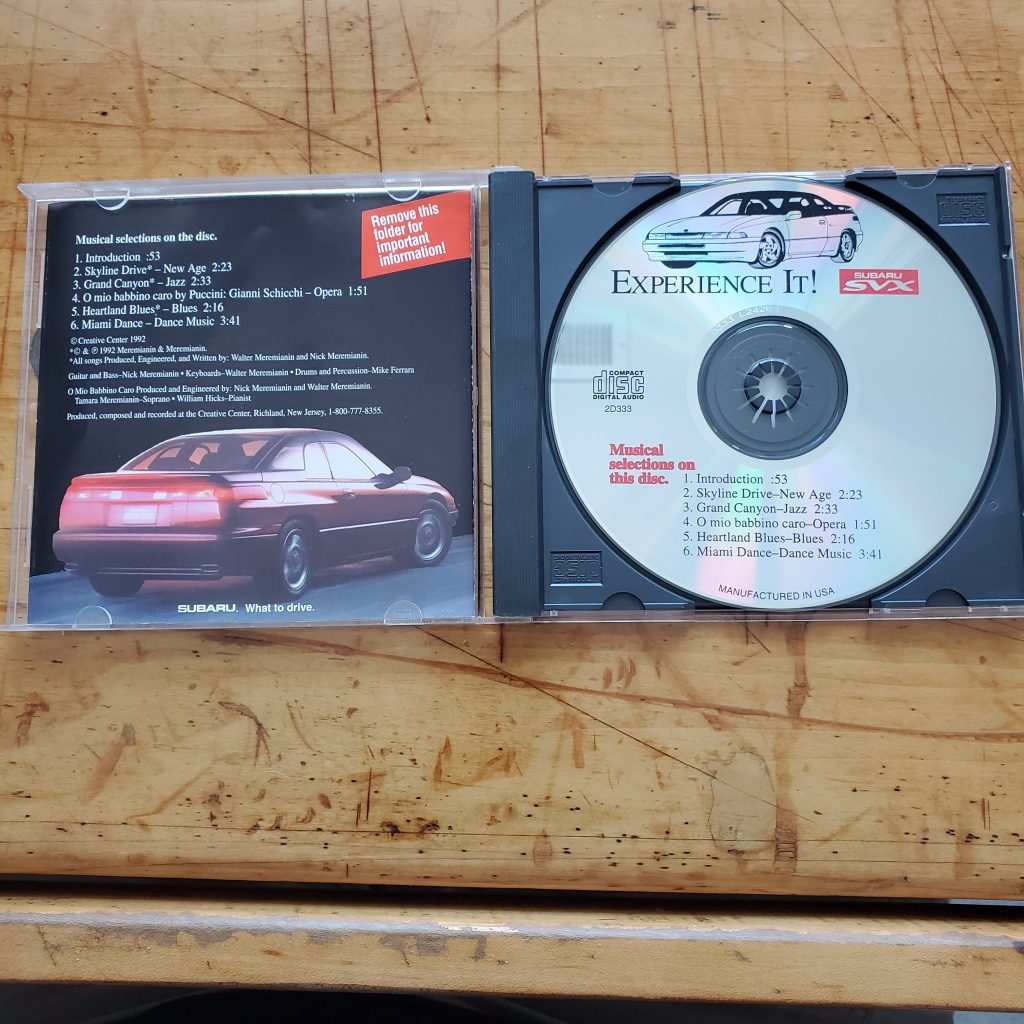 Remove this
folder for
important
information!
Musical selections on the disc.
1. Introduction :53
2. Skyline Drive* – New Age 2:23
3. Grand Canyon* – Jazz 2:33
4. O mio babbino caro by Puccini: Gianni Schicchi – Opera 1:51
5. Heartland Blues* – Blues 2:16
6. Miami Dance – Dance Music 3:41
© Creative Center 1992
*© & ℗ 1992 Meremianin & Meremianin.
*All songs Produced, Engineered, and Written by: Walter Meremianin and Nick Meremianin.
Guitar and Bass–Nick Meremianin • Keyboards–Walter Meremianin • Drums and Percussion–Mike Ferrara
O Mio Babbino Caro Produced and Engineered by: Nick Meremianin and Walter Meremianin.
Tamara Meremianin–Soprano • William Hicks–Pianist
Produced, composed and recorded at the Creative Center, Richland, New Jersey, 1-800-777-8355.
SUBARU. What to drive.
EXPERIENCE IT!
SUBARU
SVX
COMPACT
disc
DIGITAL AUDIO
2D333
Musical
selections on
this disc.
1. Introduction :53
2. Skyline Drive–New Age 2:23
3. Grand Canyon–Jazz 2:33
4. O mio babbino caro–Opera 1:51
5. Heartland Blues–Blues 2:16
6. Miami Dance–Dance Music 3:41
MANUFACTURED IN USA
COMPACT
disc
DIGITAL AUDIO